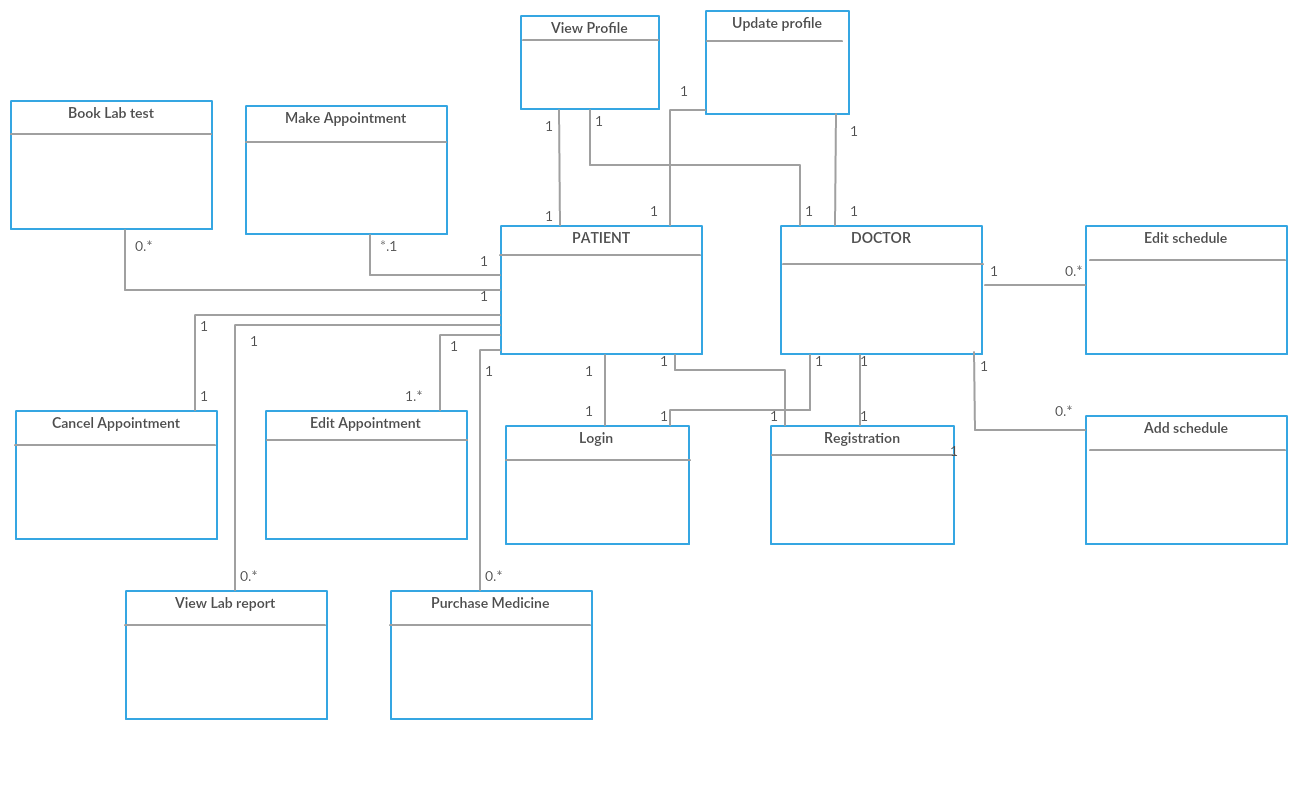 View Profile
Update profile
1
Book Lab test
Make Appointment
1
1
1
1
1
1
1
PATIENT
DOCTOR
Edit schedule
0.*
*.1
1
1
0.*
1
1
1
1
1
1
1
1
1
1
1
1.*
1
1
1
1
0.*
Cancel Appointment
Edit Appointment
Login
Registration
Add schedule
1
0.*
0.*
View Lab report
Purchase Medicine